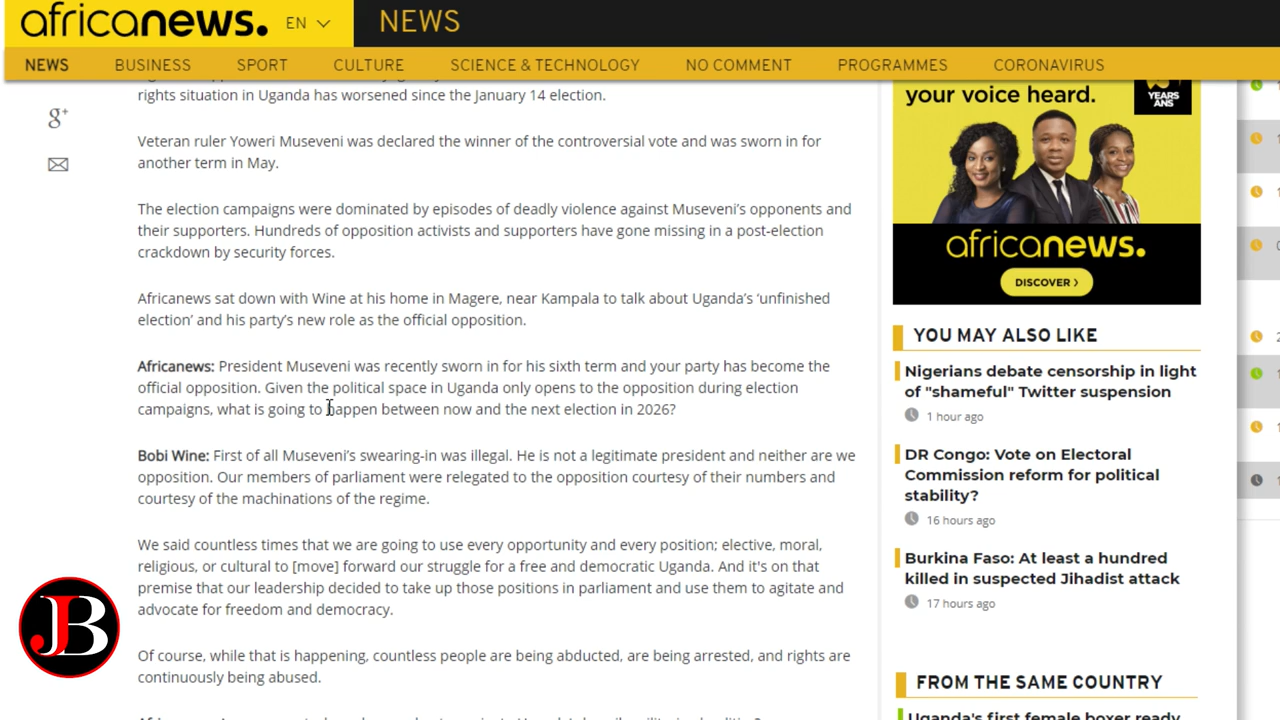 africanews.
EN
NEWS
NEWS BUSINESS SPORT CULTURE SCIENCE & TECHNOLOGY NO COMMENT PROGRAMMES CORONAVIRUS
g+
rights situation in Uganda has worsened since the January 14 election.
Veteran ruler Yoweri Museveni was declared the winner of the controversial vote and was sworn in for
another term in May.
The election campaigns were dominated by episodes of deadly violence against Museveni’s opponents and
their supporters. Hundreds of opposition activists and supporters have gone missing in a post-election
crackdown by security forces.
Africanews sat down with Wine at his home in Magere, near Kampala to talk about Uganda’s ‘unfinished
election’ and his party’s new role as the official opposition.
Africanews: President Museveni was recently sworn in for his sixth term and your party has become the
official opposition. Given the political space in Uganda only opens to the opposition during election
campaigns, what is going to happen between now and the next election in 2026?
Bobi Wine: First of all Museveni’s swearing-in was illegal. He is not a legitimate president and neither are we
opposition. Our members of parliament were relegated to the opposition courtesy of their numbers and
courtesy of the machinations of the regime.
We said countless times that we are going to use every opportunity and every position; elective, moral,
religious, or cultural to [move] forward our struggle for a free and democratic Uganda. And it's on that
premise that our leadership decided to take up those positions in parliament and use them to agitate and
advocate for freedom and democracy.
Of course, while that is happening, countless people are being abducted, are being arrested, and rights are
continuously being abused.
your voice heard.
YEARS
ANS
africanews.
DISCOVER
YOU MAY ALSO LIKE
Nigerians debate censorship in light
of "shameful" Twitter suspension
1 hour ago
DR Congo: Vote on Electoral
Commission reform for political
stability?
16 hours ago
Burkina Faso: At least a hundred
killed in suspected Jihadist attack
17 hours ago
FROM THE SAME COUNTRY
Uganda's first female boxer ready
JB